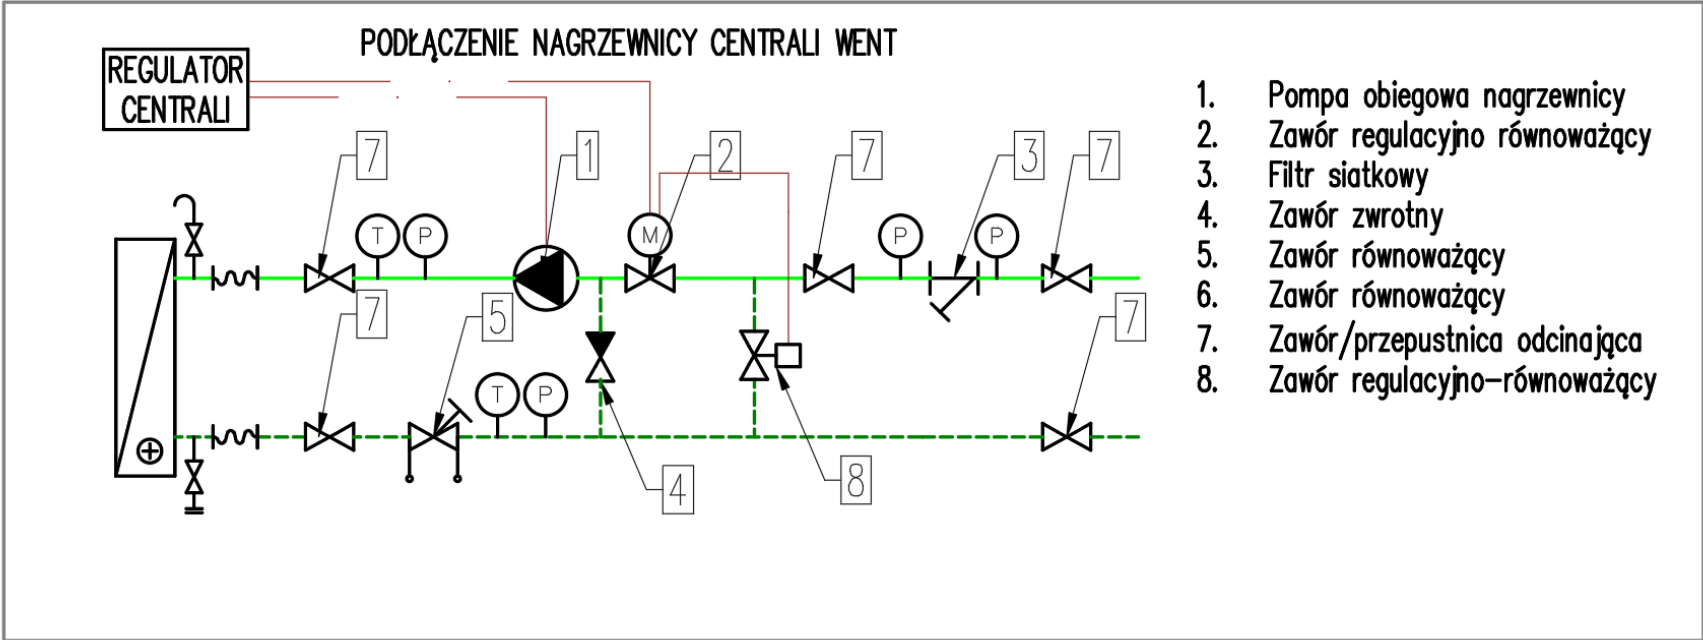 PODŁĄCZENIE NAGRZEWNICY CENTRALI WENT
REGULATOR
CENTRALI
7
1
2
7
3
7
T
P
M
P
P
7
5
7
T
P
4
8
1. Pompa obiegowa nagrzewnicy
2. Zawór regulacyjno równoważący
3. Filtr siatkowy
4. Zawór zwrotny
5. Zawór równoważący
6. Zawór równoważący
7. Zawór/przepustnica odcinająca
8. Zawór regulacyjno-równoważący